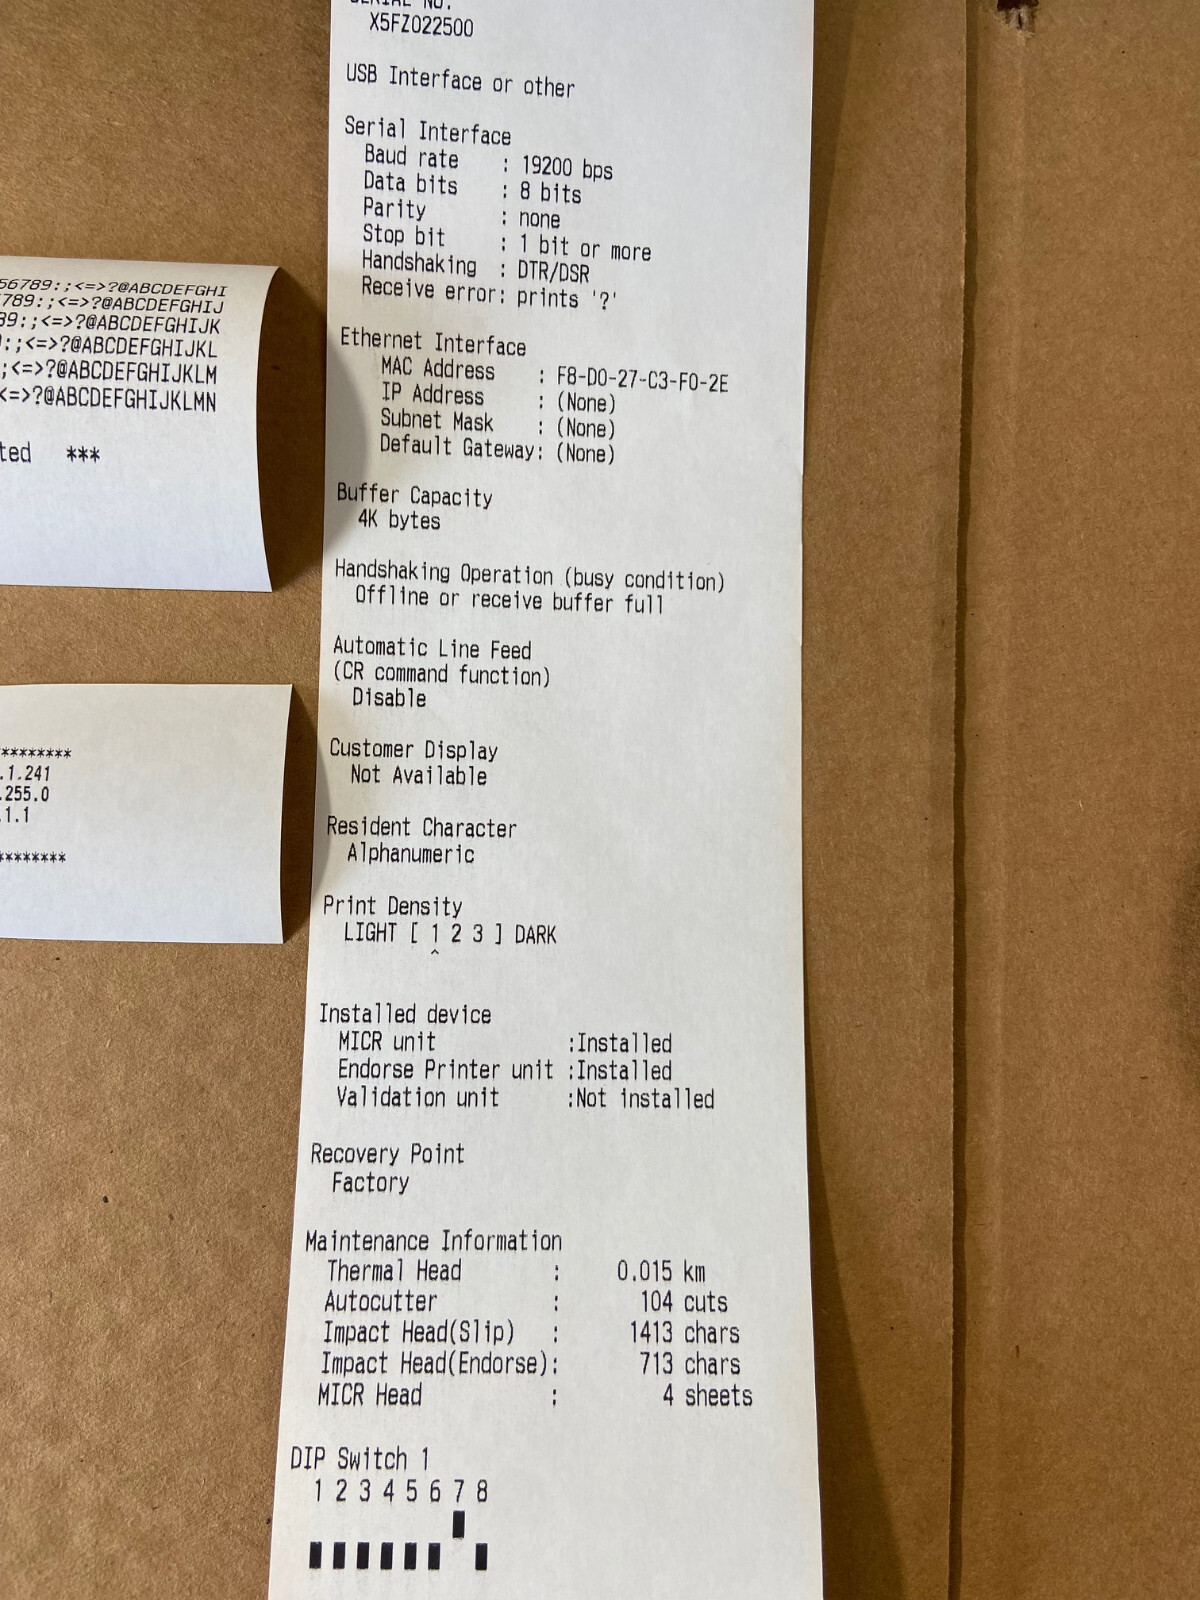 SERIAL NO.
X5FZ022500
USB Interface or other
Serial Interface
Baud rate : 19200 bps
Data bits : 8 bits
Parity : none
Stop bit : 1 bit or more
Handshaking : DTR/DSR
Receive error: prints '?'
Ethernet Interface
MAC Address : F8-D0-27-C3-F0-2E
IP Address : (None)
Subnet Mask : (None)
Default Gateway: (None)
Buffer Capacity
4K bytes
Handshaking Operation (busy condition)
Offline or receive buffer full
Automatic Line Feed
(CR command function)
Disable
Customer Display
Not Available
Resident Character
Alphanumeric
Print Density
LIGHT [ 1 2 3 ] DARK
^
Installed device
MICR unit :Installed
Endorse Printer unit :Installed
Validation unit :Not installed
Recovery Point
Factory
Maintenance Information
Thermal Head : 0.015 km
Autocutter : 104 cuts
Impact Head(Slip) : 1413 chars
Impact Head(Endorse): 713 chars
MICR Head : 4 sheets
DIP Switch 1
1 2 3 4 5 6 7 8
56789:;<=>?@ABCDEFGHI
789:;<=>?@ABCDEFGHIJ
89:;<=>?@ABCDEFGHIJK
:;<=>?@ABCDEFGHIJKL
;<=>?@ABCDEFGHIJKLM
<=>?@ABCDEFGHIJKLMN
ted ***
*********
.1.241
.255.0
.1.1
*********